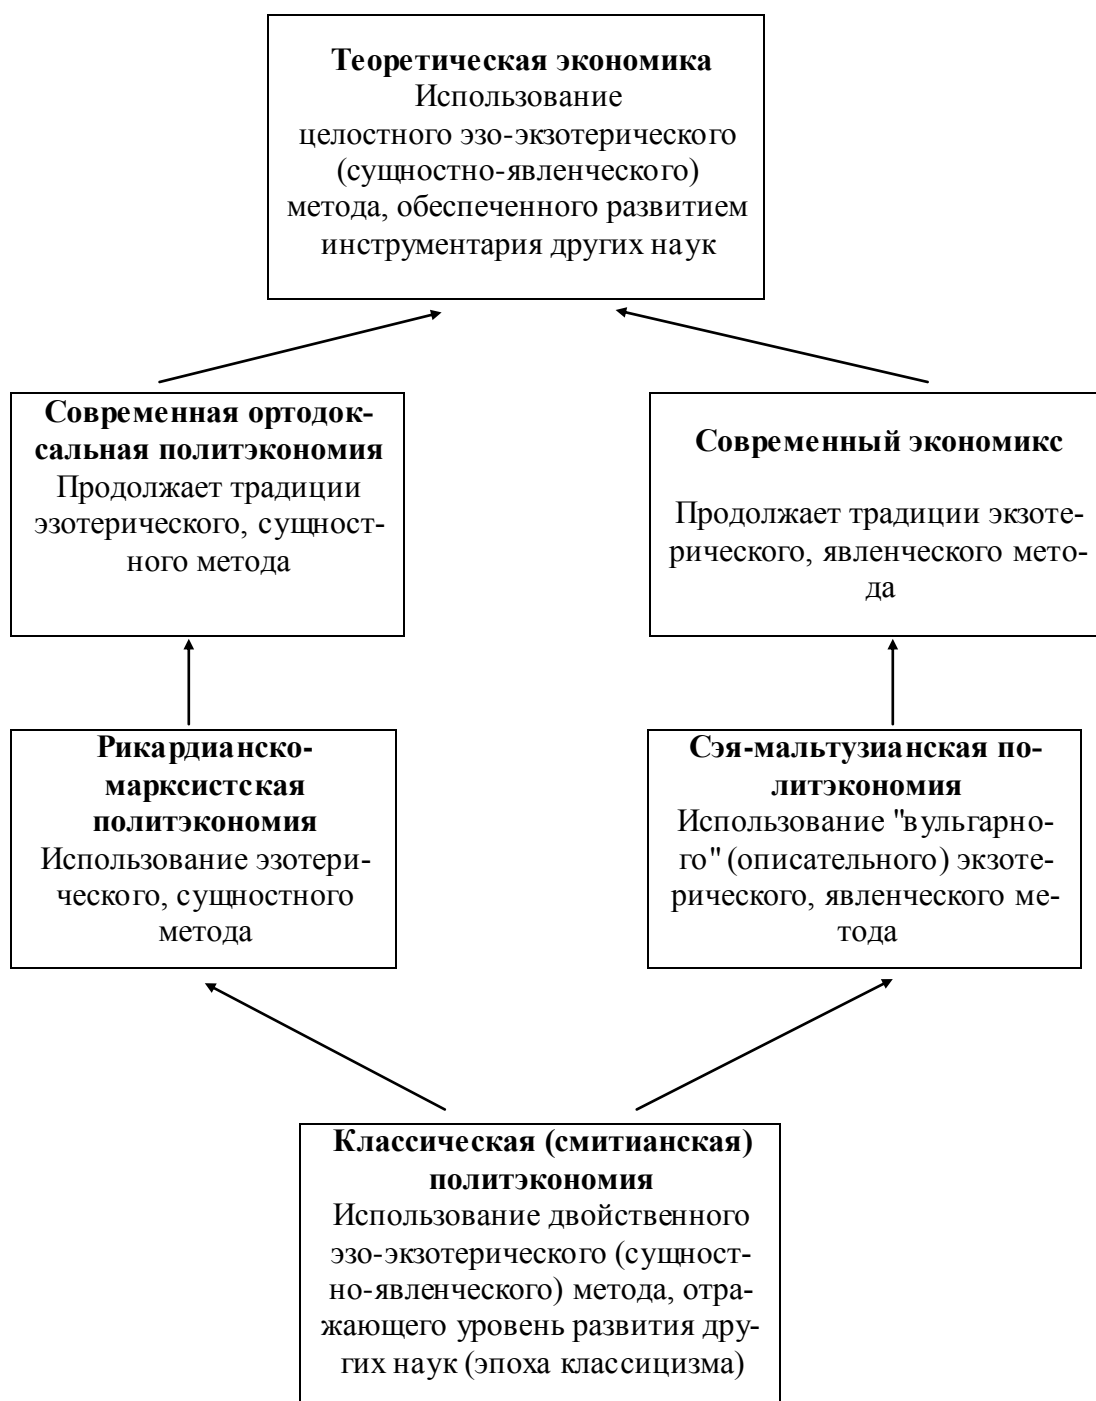 Теоретическая экономика
Использование
целостного эзо-экзотерического
(сущностно-явленческого)
метода, обеспеченного развитием
инструментария других наук
Современная ортодок-
сальная политэкономия
Продолжает традиции
эзотерического, сущност-
ного метода
Современный экономикс
Продолжает традиции экзоте-
рического, явленческого мето-
да
Рикардианско-
марксистская
политэкономия
Использование эзотери-
ческого, сущностного
метода
Сэя-мальтузианская по-
литэкономия
Использование "вульгарно-
го" (описательного) экзоте-
рического, явленческого ме-
тода
Классическая (смитианская)
политэкономия
Использование двойственного
эзо-экзотерического (сущност-
но-явленческого) метода, отра-
жающего уровень развития дру-
гих наук (эпоха классицизма)